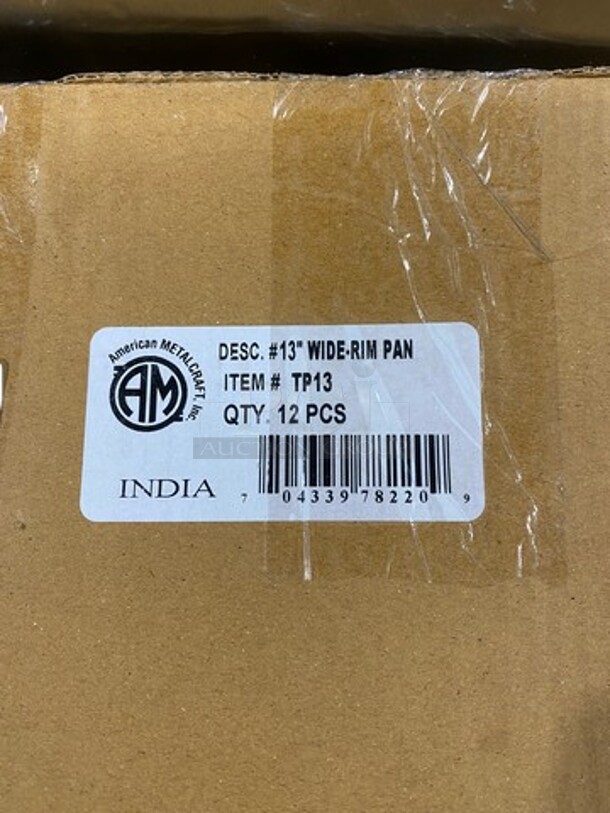 American METALCRAFT, Inc.
AM
DESC. #13" WIDE-RIM PAN
ITEM # TP13
QTY. 12 PCS
INDIA
7 04339 78220 9